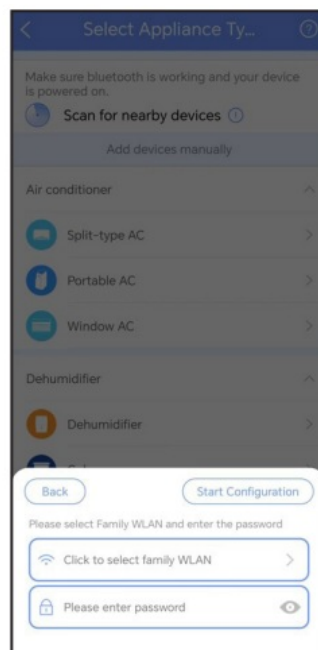 Select Appliance Ty...
Make sure bluetooth is working and your device
is powered on.
Scan for nearby devices
Add devices manually
Air conditioner
Split-type AC
Portable AC
Window AC
Dehumidifier
Dehumidifier
Back
Start Configuration
Please select Family WLAN and enter the password
Click to select family WLAN
Please enter password